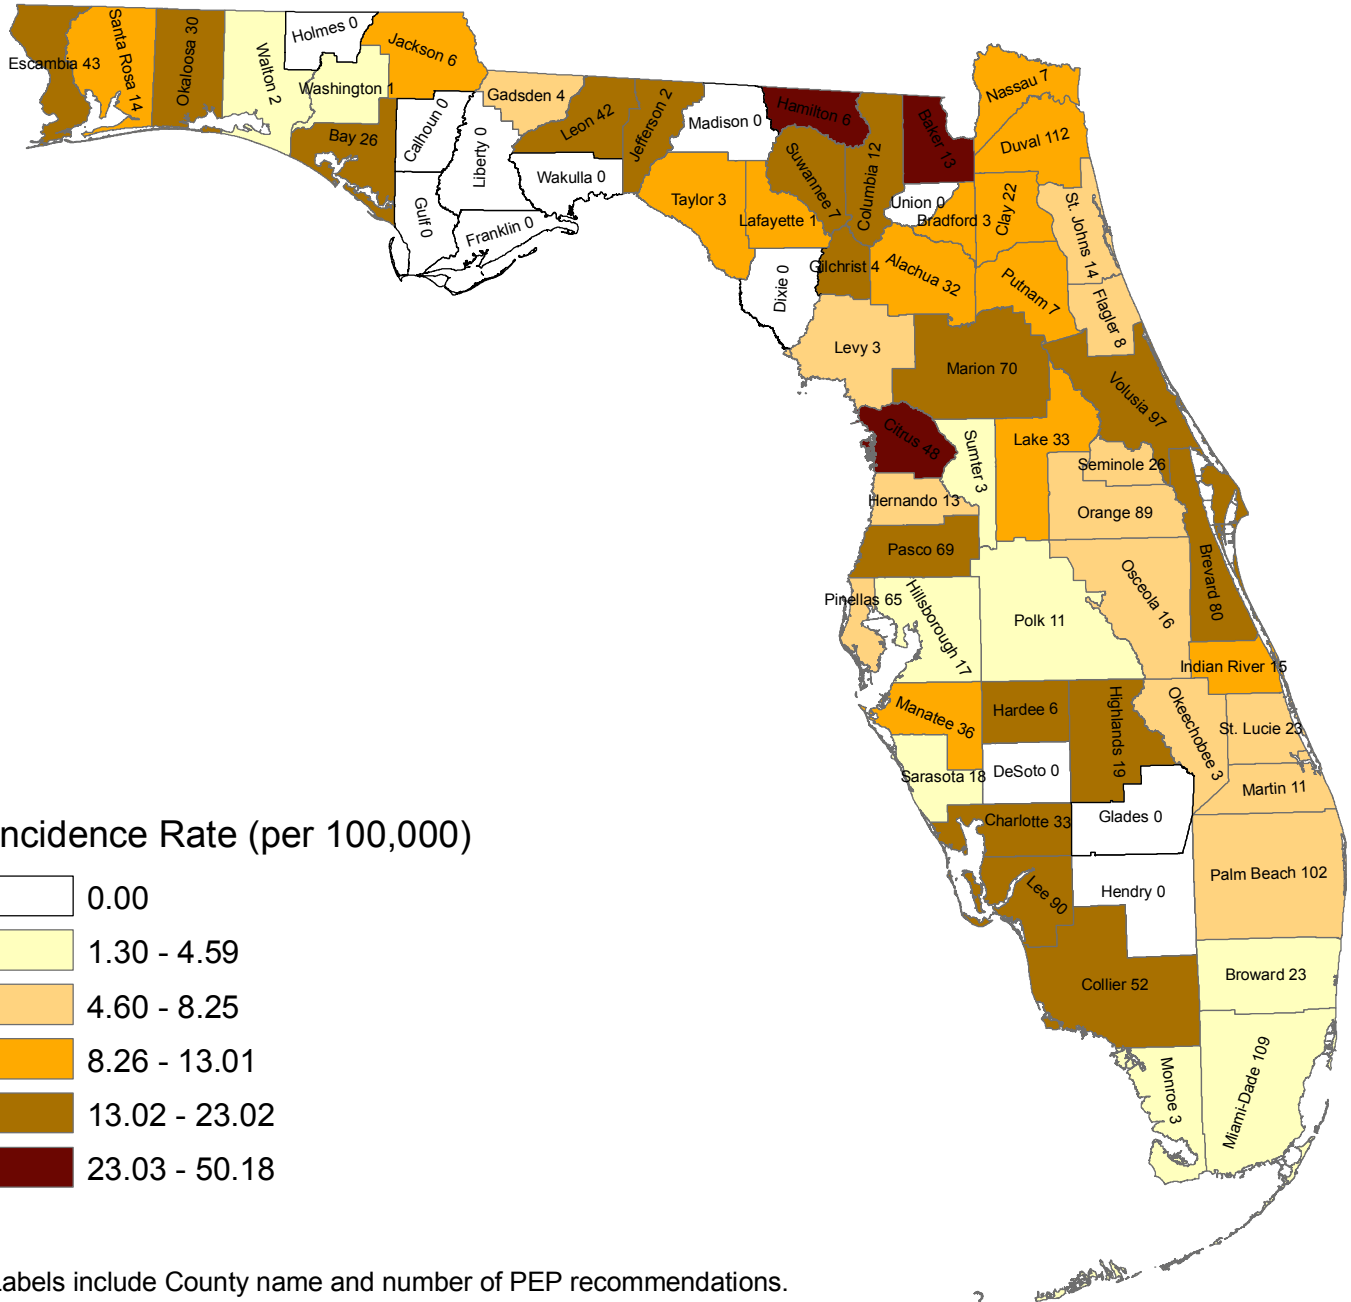 Holmes 0
Jackson 6
Escambia 43
Santa Rosa 14
Okaloosa 30
Walton 2
Washington 1
Gadsden 4
Bay 26
Calhoun 0
Liberty 0
Leon 42
Jefferson 2
Madison 0
Hamilton 6
Wakulla 0
Gulf 0
Franklin 0
Taylor 3
Lafayette 1
Suwannee 7
Columbia 12
Baker 13
Nassau 7
Duval 112
Union 0
Bradford 3
Clay 22
St. Johns 14
Dixie 0
Gilchrist 4
Alachua 32
Putnam 7
Flagler 8
Levy 3
Marion 70
Volusia 97
Citrus 48
Sumter 3
Lake 33
Seminole 26
Hernando 13
Orange 89
Pasco 69
Brevard 80
Osceola 16
Pinellas 65
Hillsborough 17
Polk 11
Indian River 15
Manatee 36
Hardee 6
Highlands 19
Okeechobee 3
St. Lucie 23
Sarasota 18
DeSoto 0
Martin 11
Charlotte 33
Glades 0
Lee 90
Hendry 0
Palm Beach 102
Collier 52
Broward 23
Monroe 3
Miami-Dade 109
ncidence Rate (per 100,000)
0.00
1.30 - 4.59
4.60 - 8.25
8.26 - 13.01
13.02 - 23.02
23.03 - 50.18
abels include County name and number of PEP recommendations.